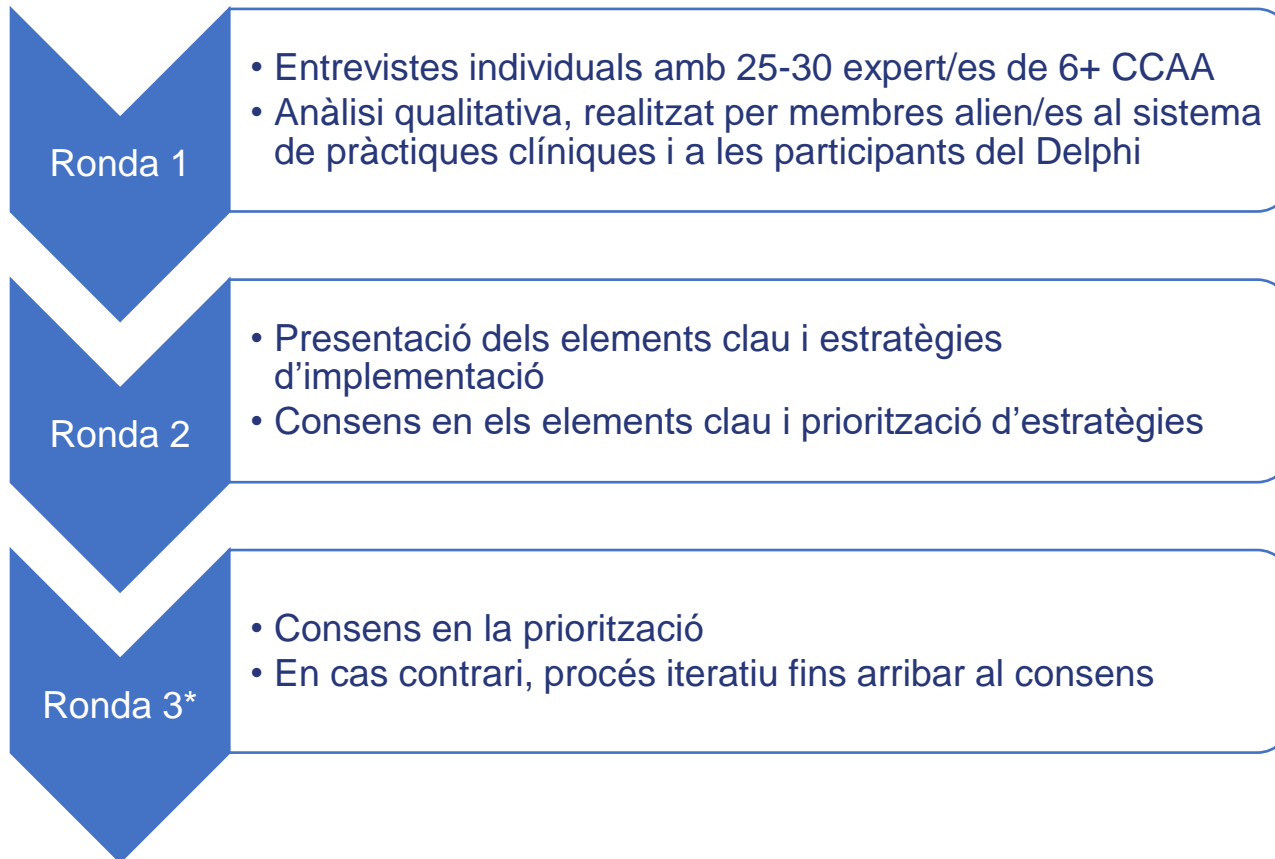 Ronda 1
• Entrevistes individuals amb 25-30 expert/es de 6+ CCAA
• Anàlisi qualitativa, realitzat per membres alien/es al sistema
de pràctiques clíniques i a les participants del Delphi
Ronda 2
• Presentació dels elements clau i estratègies
d’implementació
• Consens en els elements clau i priorització d’estratègies
Ronda 3*
• Consens en la priorització
• En cas contrari, procés iteratiu fins arribar al consens